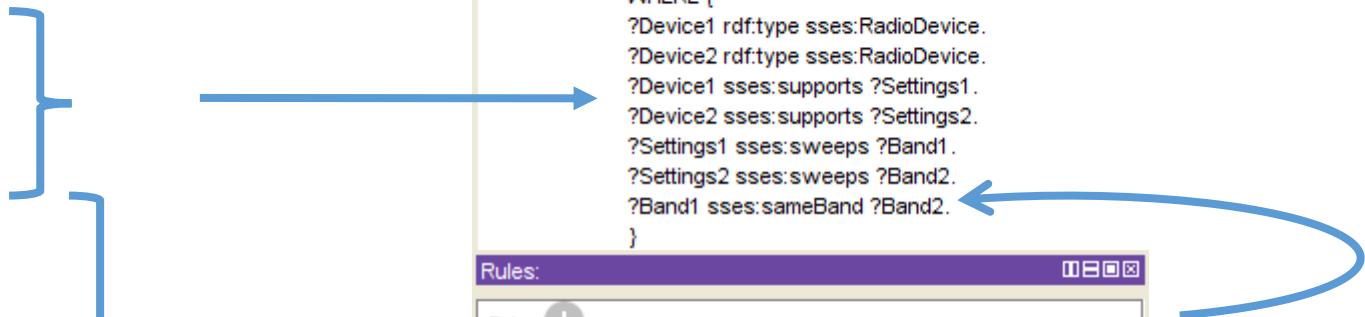 WHERE {
?Device1 rdf:type sses:RadioDevice.
?Device2 rdf:type sses:RadioDevice.
?Device1 sses:supports ?Settings1.
?Device2 sses:supports ?Settings2.
?Settings1 sses:sweeps ?Band1.
?Settings2 sses:sweeps ?Band2.
?Band1 sses:sameBand ?Band2.
}
Rules: